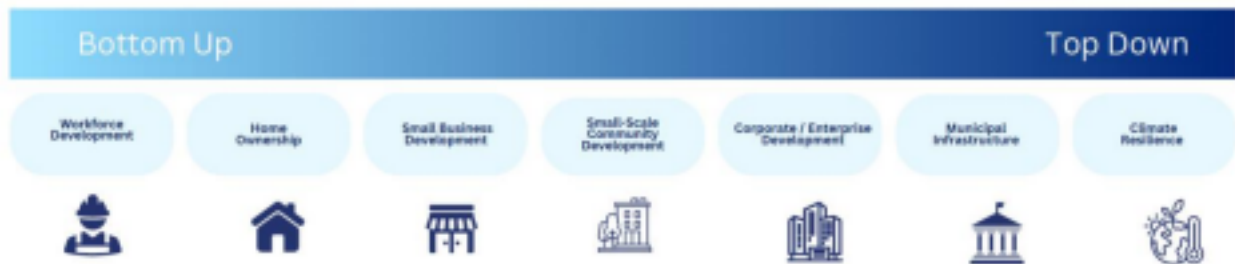 Bottom Up
Top Down
Workforce
Development
Home
Ownership
Small Business
Development
Small-Scale
Community
Development
Corporate / Enterprise
Development
Municipal
Infrastructure
Climate
Resilience